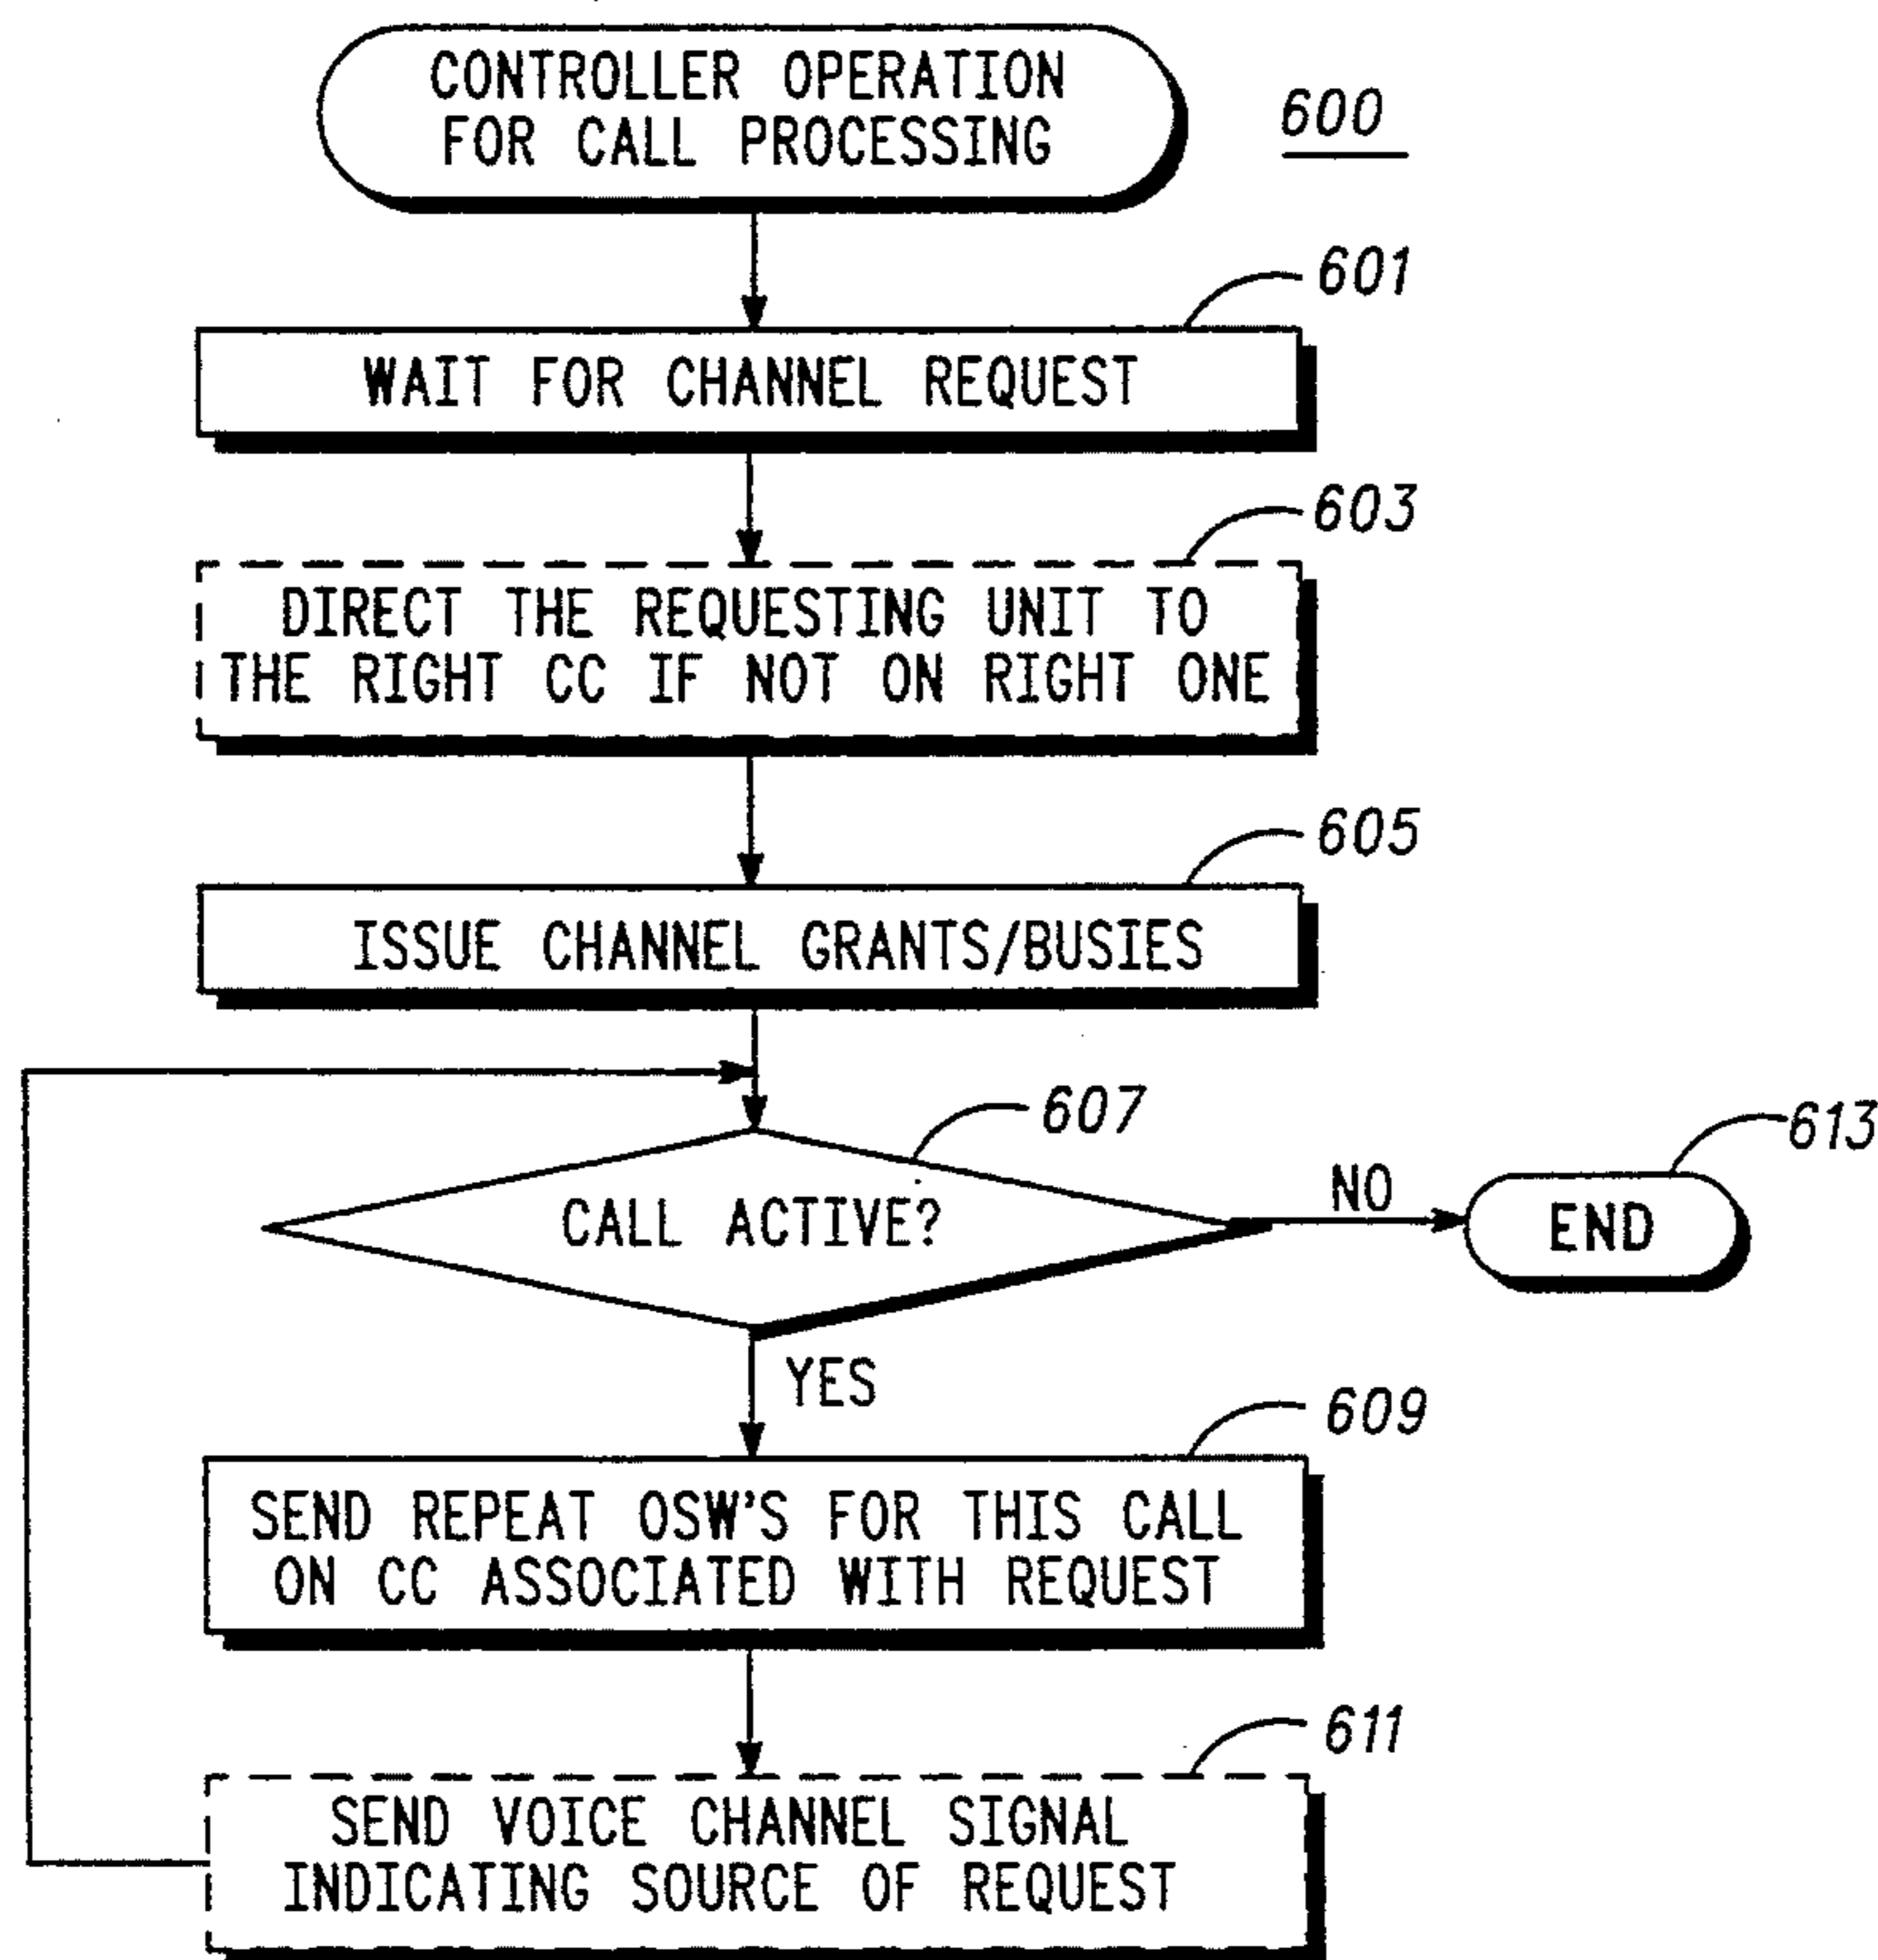 CONTROLLER OPERATION
FOR CALL PROCESSING
600
601
WAIT FOR CHANNEL REQUEST
603
DIRECT THE REQUESTING UNIT TO
THE RIGHT CC IF NOT ON RIGHT ONE
605
ISSUE CHANNEL GRANTS/BUSIES
607
CALL ACTIVE?
NO
613
END
YES
609
SEND REPEAT OSW'S FOR THIS CALL
ON CC ASSOCIATED WITH REQUEST
611
SEND VOICE CHANNEL SIGNAL
INDICATING SOURCE OF REQUEST